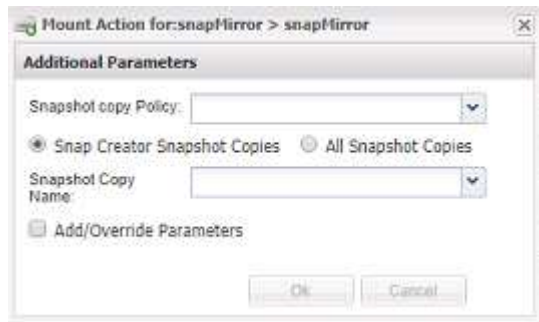 Mount Action for:snapMirror > snapMirror
Additional Parameters
Snapshot copy Policy:
Snap Creator Snapshot Copies All Snapshot Copies
Snapshot Copy
Name:
Add/Override Parameters
Ok Cancel